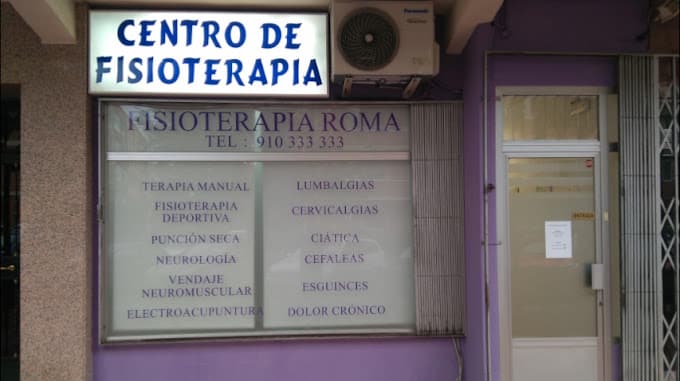 CENTRO DE
FISIOTERAPIA
Panasonic
FISIOTERAPIA ROMA
TEL : 910 333 333
TERAPIA MANUAL
FISIOTERAPIA
DEPORTIVA
PUNCIÓN SECA
NEUROLOGÍA
VENDAJE
NEUROMUSCULAR
ELECTROACUPUNTURA
LUMBALGIAS
CERVICALGIAS
CIÁTICA
CEFALEAS
ESGUINCES
DOLOR CRÓNICO